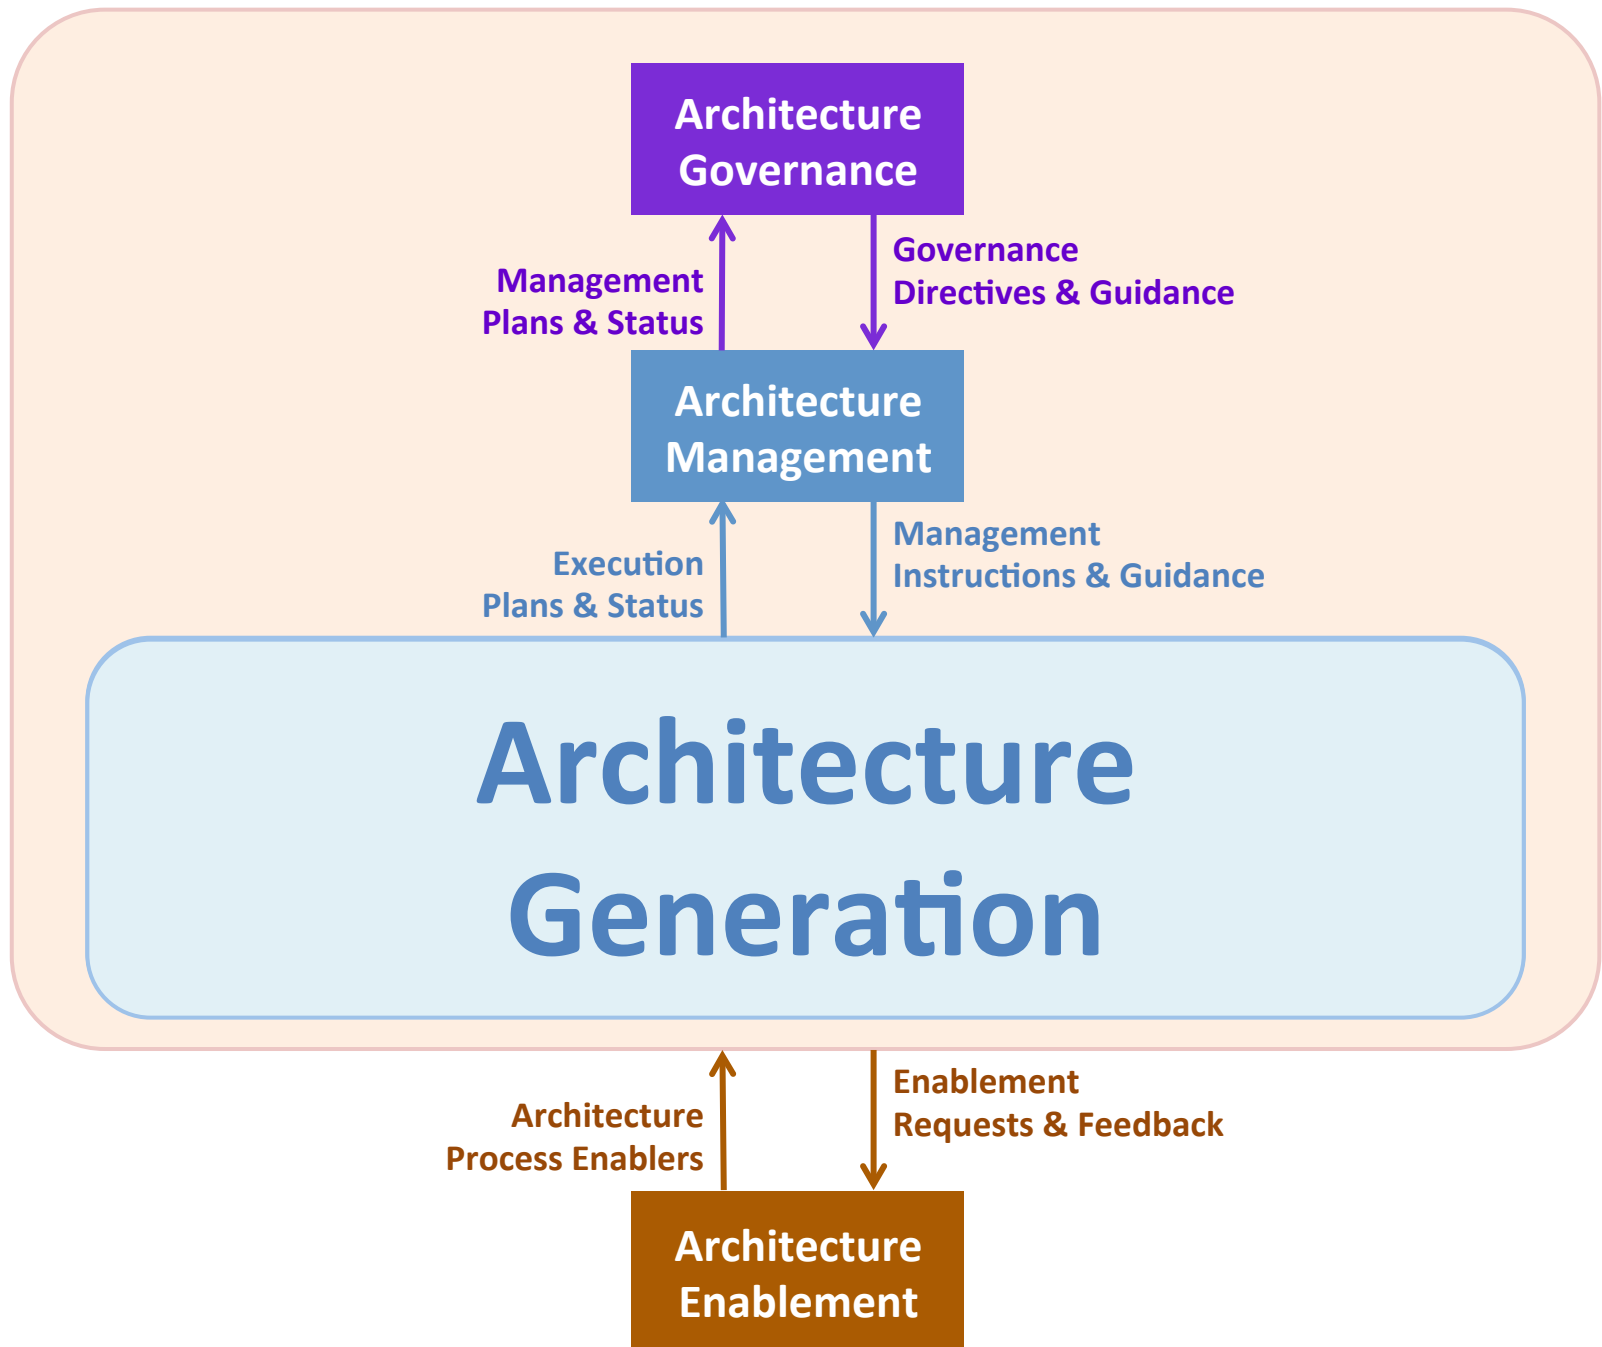 Architecture
Governance
Management
Plans & Status
Governance
Directives & Guidance
Architecture
Management
Execution
Plans & Status
Management
Instructions & Guidance
Architecture
Generation
Architecture
Process Enablers
Enablement
Requests & Feedback
Architecture
Enablement